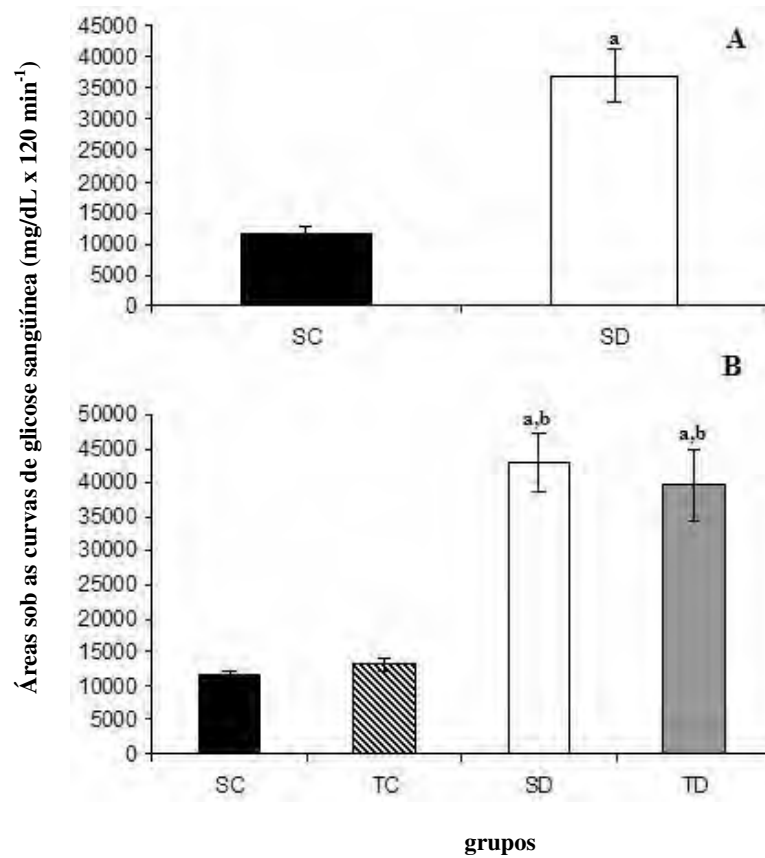 Áreas sob as curvas de glicose sangüínea (mg/dL x 120 min⁻¹)
A
45000
40000
35000
30000
25000
20000
15000
10000
5000
0
a
SC SD
B
50000
45000
40000
35000
30000
25000
20000
15000
10000
5000
0
a,b a,b
SC TC SD TD
grupos